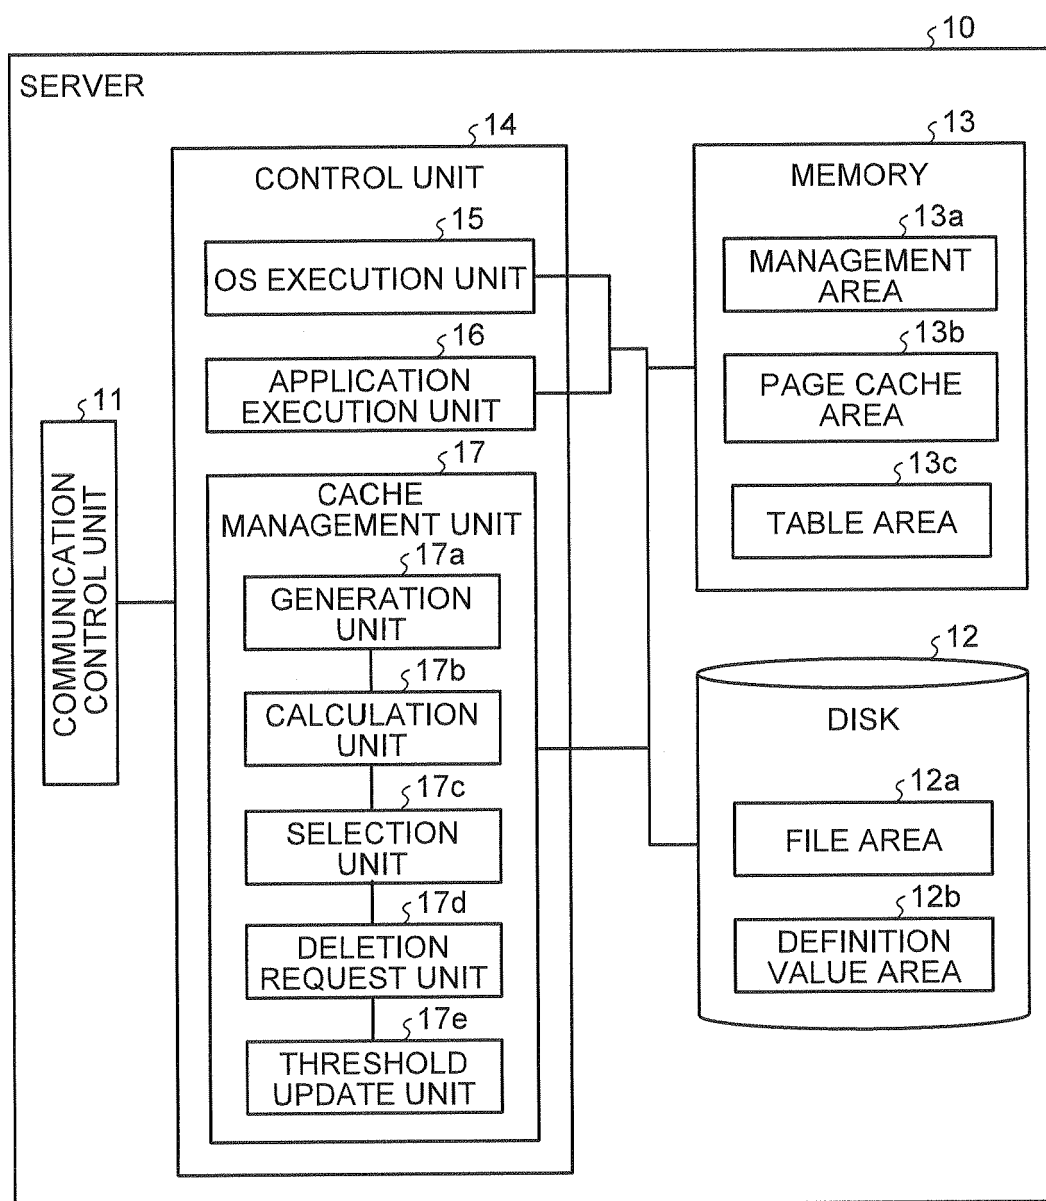 10
SERVER
14
CONTROL UNIT
15
OS EXECUTION UNIT
16
APPLICATION
EXECUTION UNIT
11
COMMUNICATION
CONTROL UNIT
17
CACHE
MANAGEMENT UNIT
17a
GENERATION
UNIT
17b
CALCULATION
UNIT
17c
SELECTION
UNIT
17d
DELETION
REQUEST UNIT
17e
THRESHOLD
UPDATE UNIT
13
MEMORY
13a
MANAGEMENT
AREA
13b
PAGE CACHE
AREA
13c
TABLE AREA
12
DISK
12a
FILE AREA
12b
DEFINITION
VALUE AREA